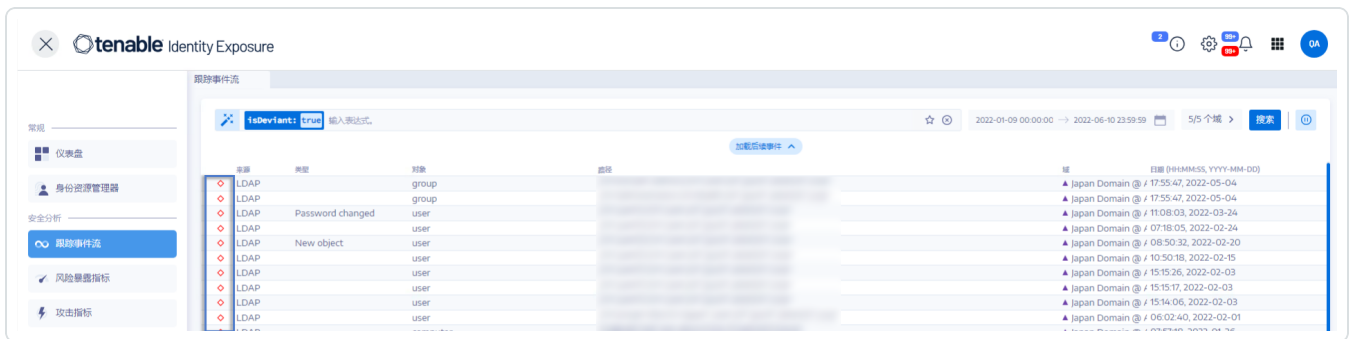 tenable Identity Exposure
2
99+
99+
OA
跟踪事件流
isDeviant: true 输入表达式。
2022-01-09 00:00:00 → 2022-06-10 23:59:59
5/5 个域 >
搜索
常规
仪表盘
身份资源管理器
安全分析
跟踪事件流
风险暴露指标
攻击指标
加载后续事件
来源 类型 对象 路径 域 日期 (HH:MM:SS, YYYY-MM-DD)
LDAP group Japan Domain @ 17:55:47, 2022-05-04
LDAP group Japan Domain @ 17:55:47, 2022-05-04
LDAP Password changed user Japan Domain @ 11:08:03, 2022-03-24
LDAP user Japan Domain @ 07:18:05, 2022-02-24
LDAP New object user Japan Domain @ 08:50:32, 2022-02-20
LDAP user Japan Domain @ 10:50:18, 2022-02-15
LDAP user Japan Domain @ 15:15:26, 2022-02-03
LDAP user Japan Domain @ 15:15:17, 2022-02-03
LDAP user Japan Domain @ 15:14:06, 2022-02-03
LDAP user Japan Domain @ 06:02:40, 2022-02-01